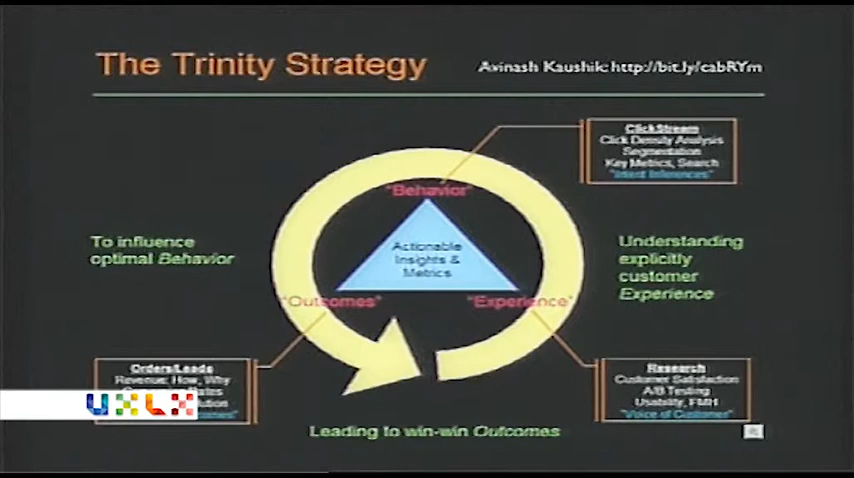 The Trinity Strategy
Avinash Kaushik: http://bit.ly/cabRYm
ClickStream
Click Density Analysis
Segmentation
Key Metrics, Search
"Intent Inferences"
"Behavior"
To influence
optimal Behavior
Actionable
Insights &
Metrics
Understanding
explicitly
customer
Experience
"Outcomes"
"Experience"
Orders/Leads
Revenue: How, Why
Research
Customer Satisfaction
A/B Testing
Usability, FMH
"Voice of Customer"
UXLX
Leading to win-win Outcomes